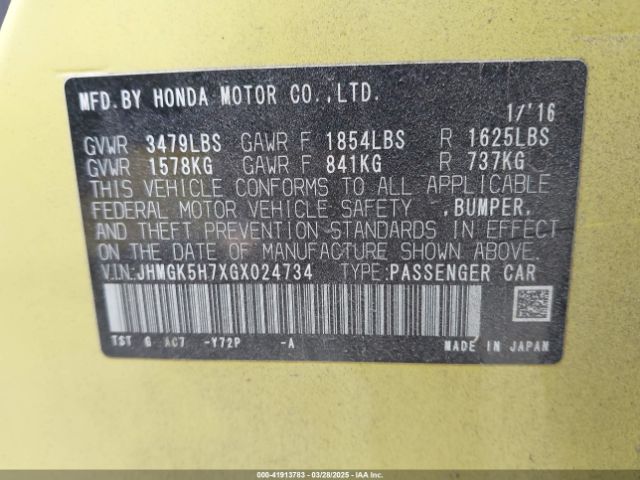 MFD.BY HONDA MOTOR CO.,LTD.
1/'16
GVWR 3479LBS GAWR F 1854LBS R 1625LBS
GVWR 1578KG GAWR F 841KG R 737KG
THIS VEHICLE CONFORMS TO ALL APPLICABLE
FEDERAL MOTOR VEHICLE SAFETY ,BUMPER,
AND THEFT PREVENTION STANDARDS IN EFFECT
ON THE DATE OF MANUFACTURE SHOWN ABOVE.
V.IN:JHMGK5H7XGX024734 TYPE:PASSENGER CAR
TST G AC7 -Y72P -A MADE IN JAPAN
000-41913783 - 03/28/2025 - IAAI.COM